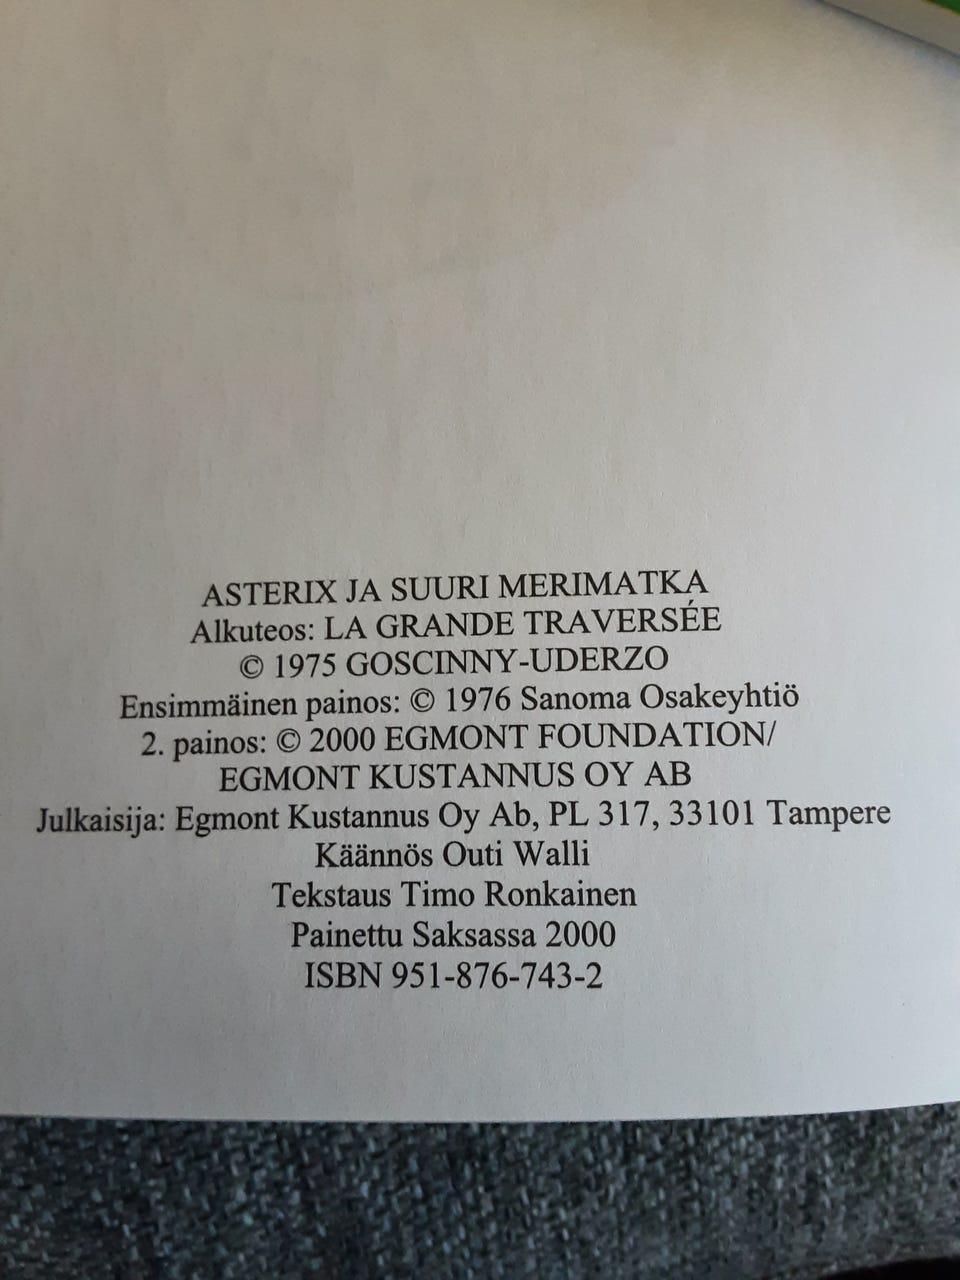 ASTERIX JA SUURI MERIMATKA
Alkuteos: LA GRANDE TRAVERSÉE
© 1975 GOSCINNY-UDERZO
Ensimmäinen painos: © 1976 Sanoma Osakeyhtiö
2. painos: © 2000 EGMONT FOUNDATION/
EGMONT KUSTANNUS OY AB
Julkaisija: Egmont Kustannus Oy Ab, PL 317, 33101 Tampere
Käännös Outi Walli
Tekstaus Timo Ronkainen
Painettu Saksassa 2000
ISBN 951-876-743-2